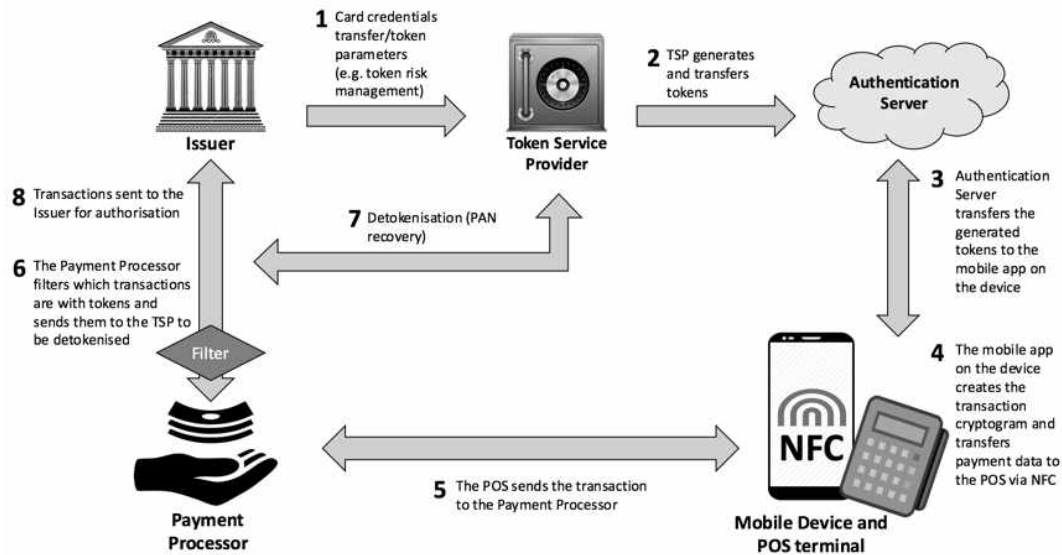 1 Card credentials
transfer/token
parameters
(e.g. token risk
management)
2 TSP generates
and transfers
tokens
Authentication
Server
Issuer
Token Service
Provider
8 Transactions sent to the
Issuer for authorisation
7 Detokenisation (PAN
recovery)
3 Authentication
Server
transfers the
generated
tokens to the
mobile app on
the device
6 The Payment Processor
filters which transactions
are with tokens and
sends them to the TSP to
be detokenised
Filter
NFC
4 The mobile app
on the device
creates the
transaction
cryptogram and
transfers
payment data to
the POS via NFC
5 The POS sends the transaction
to the Payment Processor
Payment
Processor
Mobile Device and
POS terminal